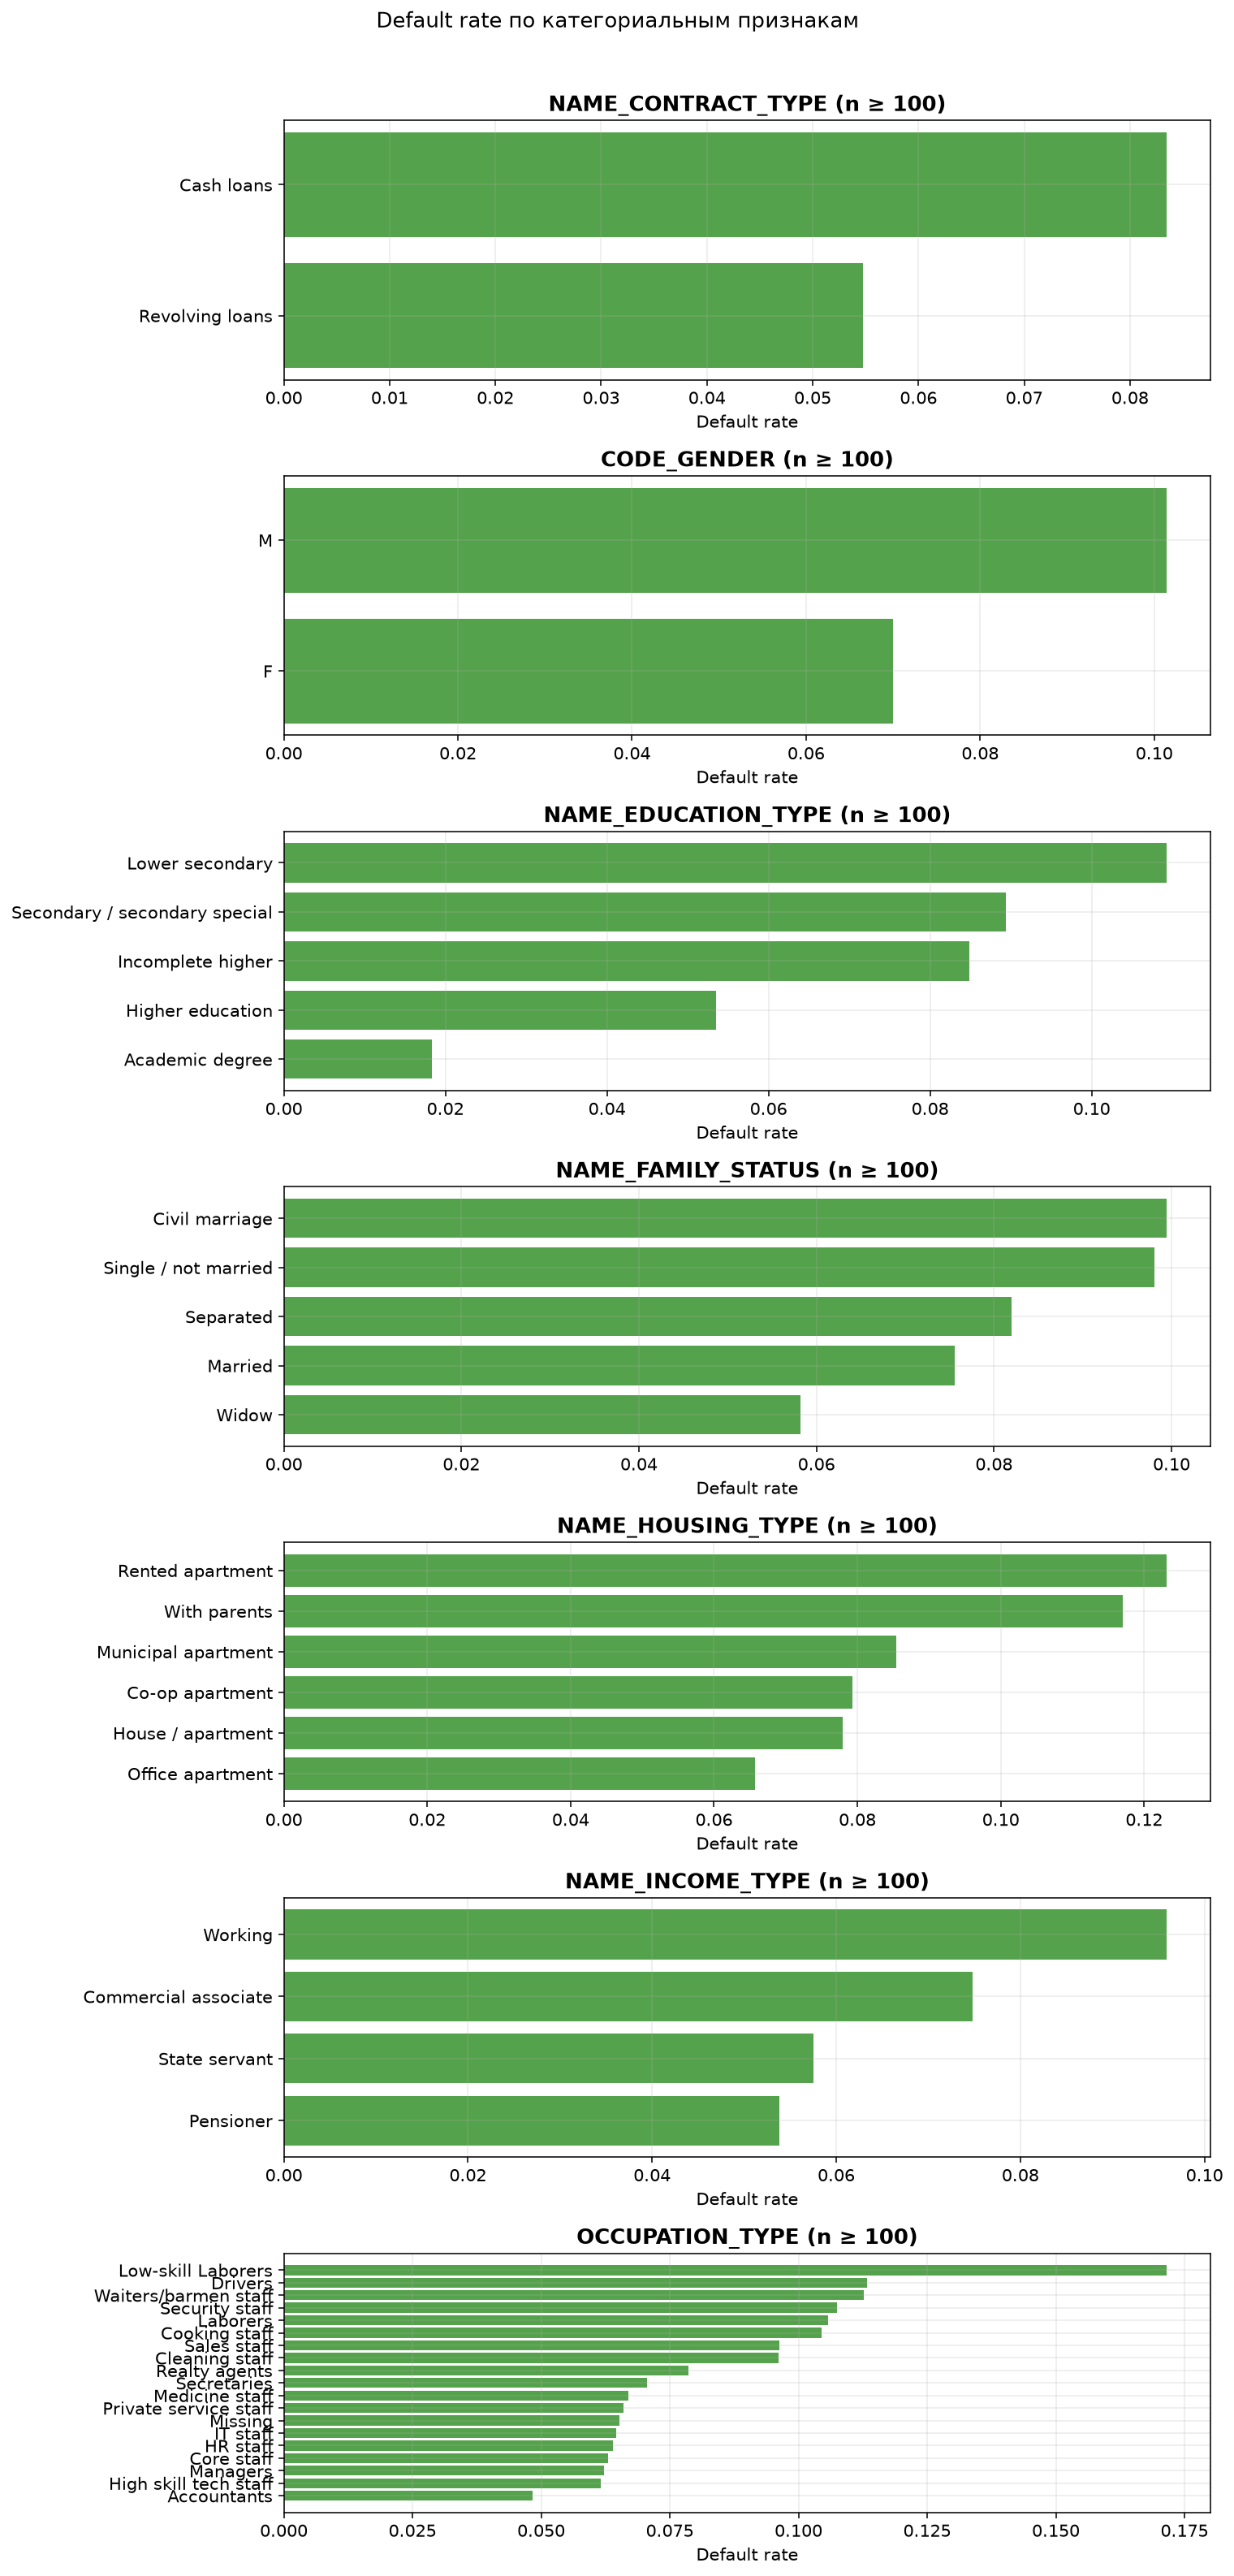 Default rate по категориальным признакам
NAME_CONTRACT_TYPE (n ≥ 100)
Cash loans
Revolving loans
0.00 0.01 0.02 0.03 0.04 0.05 0.06 0.07 0.08
Default rate
CODE_GENDER (n ≥ 100)
M
F
0.00 0.02 0.04 0.06 0.08 0.10
Default rate
NAME_EDUCATION_TYPE (n ≥ 100)
Lower secondary
Secondary / secondary special
Incomplete higher
Higher education
Academic degree
0.00 0.02 0.04 0.06 0.08 0.10
Default rate
NAME_FAMILY_STATUS (n ≥ 100)
Civil marriage
Single / not married
Separated
Married
Widow
0.00 0.02 0.04 0.06 0.08 0.10
Default rate
NAME_HOUSING_TYPE (n ≥ 100)
Rented apartment
With parents
Municipal apartment
Co-op apartment
House / apartment
Office apartment
0.00 0.02 0.04 0.06 0.08 0.10 0.12
Default rate
NAME_INCOME_TYPE (n ≥ 100)
Working
Commercial associate
State servant
Pensioner
0.00 0.02 0.04 0.06 0.08 0.10
Default rate
OCCUPATION_TYPE (n ≥ 100)
Low-skill Laborers
Drivers
Waiters/barmen staff
Security staff
Laborers
Cooking staff
Sales staff
Cleaning staff
Realty agents
Secretaries
Medicine staff
Private service staff
Missing
IT staff
HR staff
Core staff
Managers
High skill tech staff
Accountants
0.000 0.025 0.050 0.075 0.100 0.125 0.150 0.175
Default rate